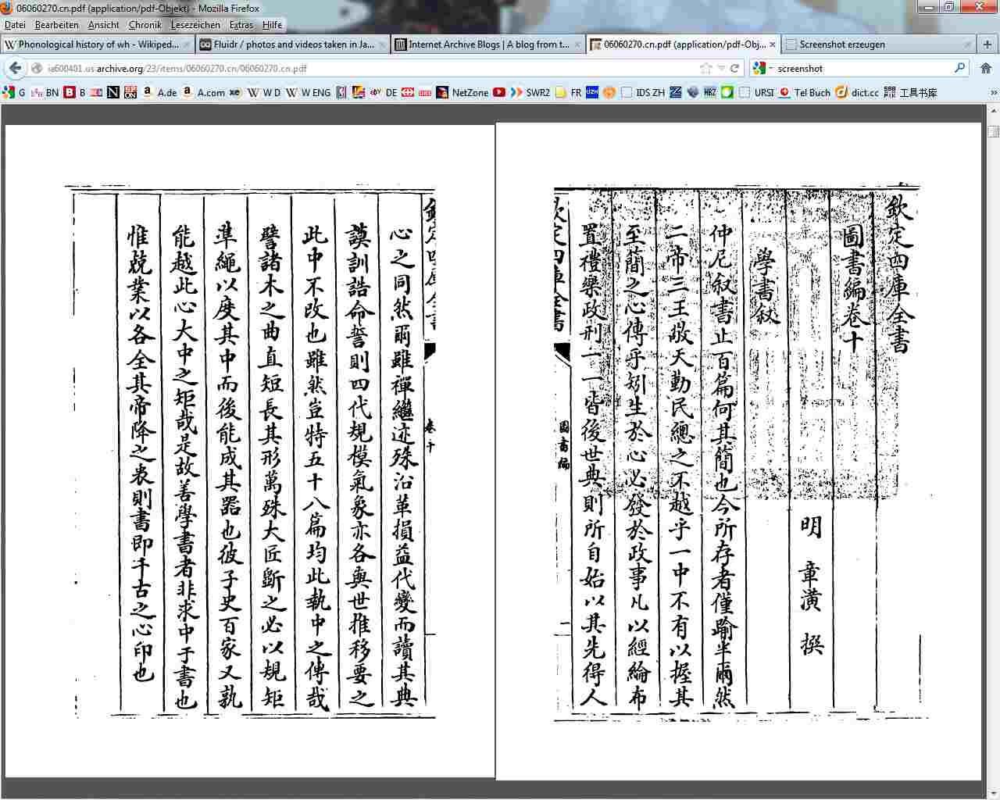 06060270.cn.pdf (application/pdf-Objekt) - Mozilla Firefox
Datei Bearbeiten Ansicht Chronik Lesezeichen Extras Hilfe
Phonological history of wh - Wikiped...
Fluidr / photos and videos taken in Ja...
Internet Archive Blogs | A blog from t...
06060270.cn.pdf (application/pdf-Obj...
Screenshot erzeugen
ia600401.us.archive.org/23/items/06060270.cn/06060270.cn.pdf
screenshot
G BN B B N A.de A.com W D W ENG DE NetZone SWR2 FR UZH IDS ZH URSI Tel Buch dict.cc 工具书库 »
欽定四庫全書
圖書編卷十
明 章潢 撰
學書敘
仲尼叙書止百篇何其簡也今所存者僅踰半爾然
二帝三王敬天勤民總之不越乎一中不有以握其
至簡之心傳乎矧生於心必發於政事凡以經綸布
置禮樂政刑一一皆後世典則所自始以其先得人
欽定四庫全書
圖書編
卷十
心之同然爾雖禪繼迹殊沿革損益代變而讀其典
謨訓誥命誓則四代規模氣象亦各與世推移要之
此中不改也雖然豈特五十八篇均此執中之傳哉
譬諸木之曲直短長其形萬殊大匠斵之必以規矩
準繩以度其中而後能成其器也彼子史百家又孰
能越此心大中之矩哉是故善學書者非求中于書也
惟兢業以各全其帝降之衷則書即千古之心印也